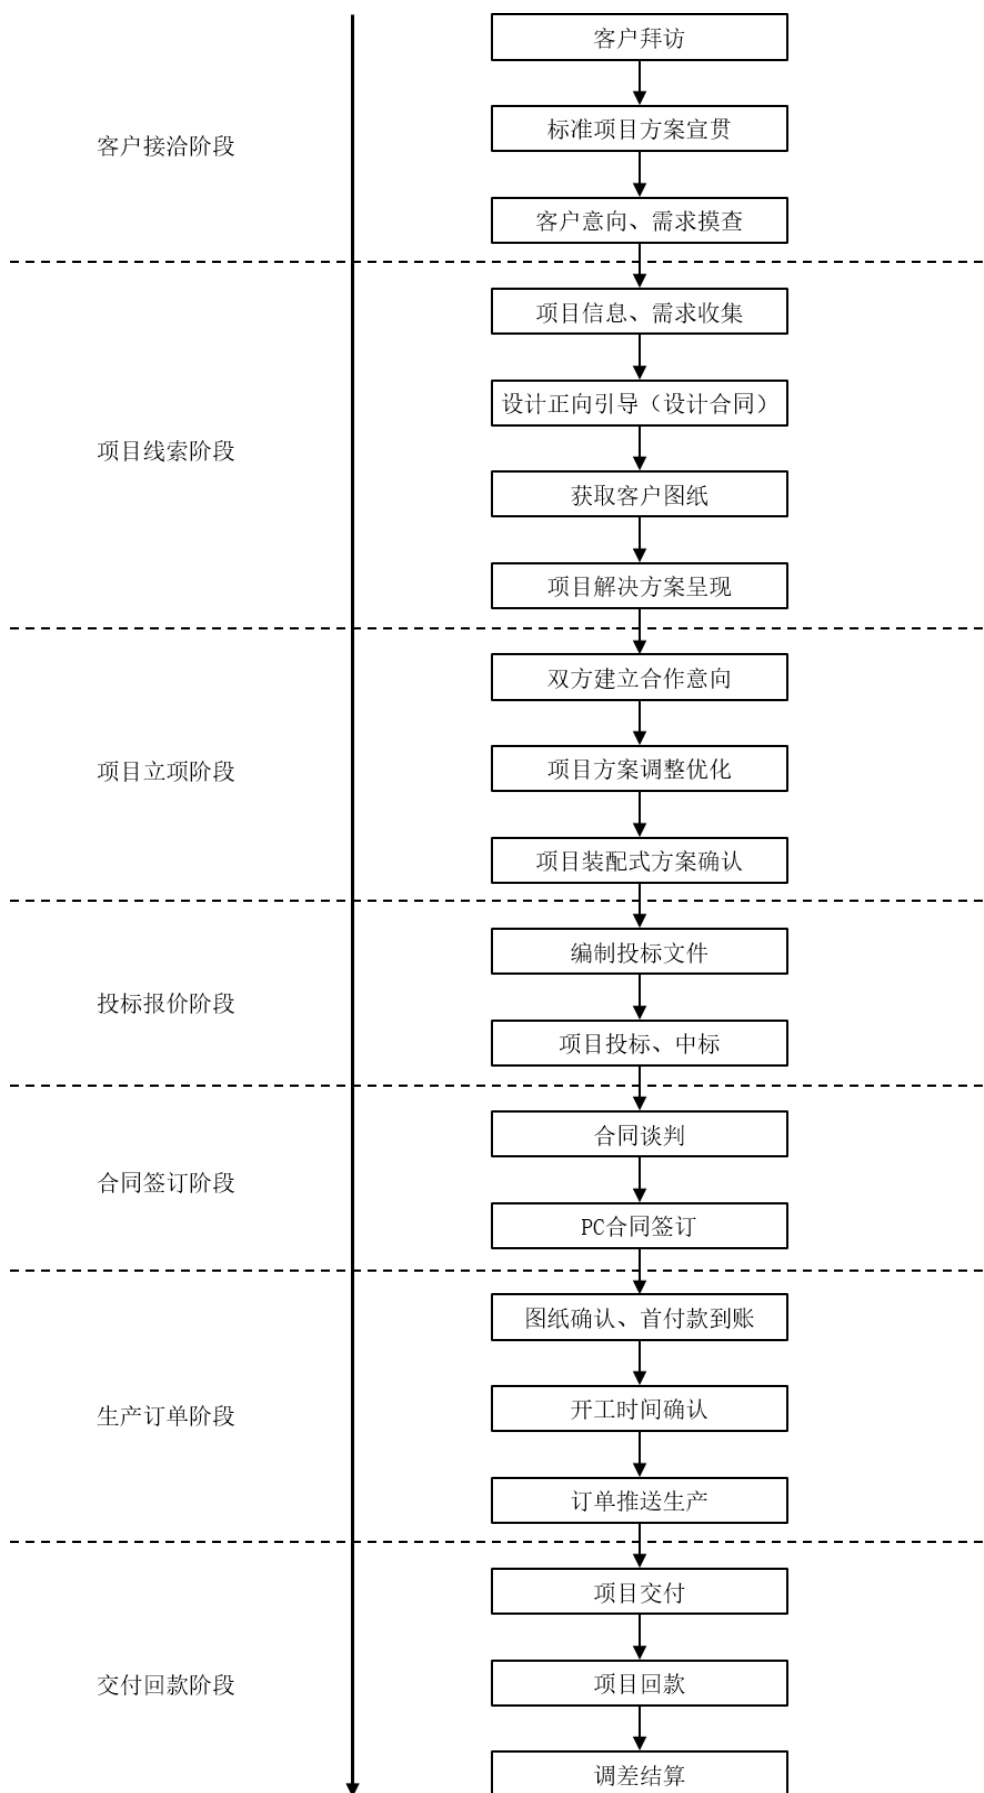 客户拜访
标准项目方案宣贯
客户接洽阶段
客户意向、需求摸查
项目信息、需求收集
设计正向引导（设计合同）
项目线索阶段
获取客户图纸
项目解决方案呈现
双方建立合作意向
项目方案调整优化
项目立项阶段
项目装配式方案确认
编制投标文件
投标报价阶段
项目投标、中标
合同谈判
合同签订阶段
PC合同签订
图纸确认、首付款到账
开工时间确认
生产订单阶段
订单推送生产
项目交付
项目回款
交付回款阶段
调差结算